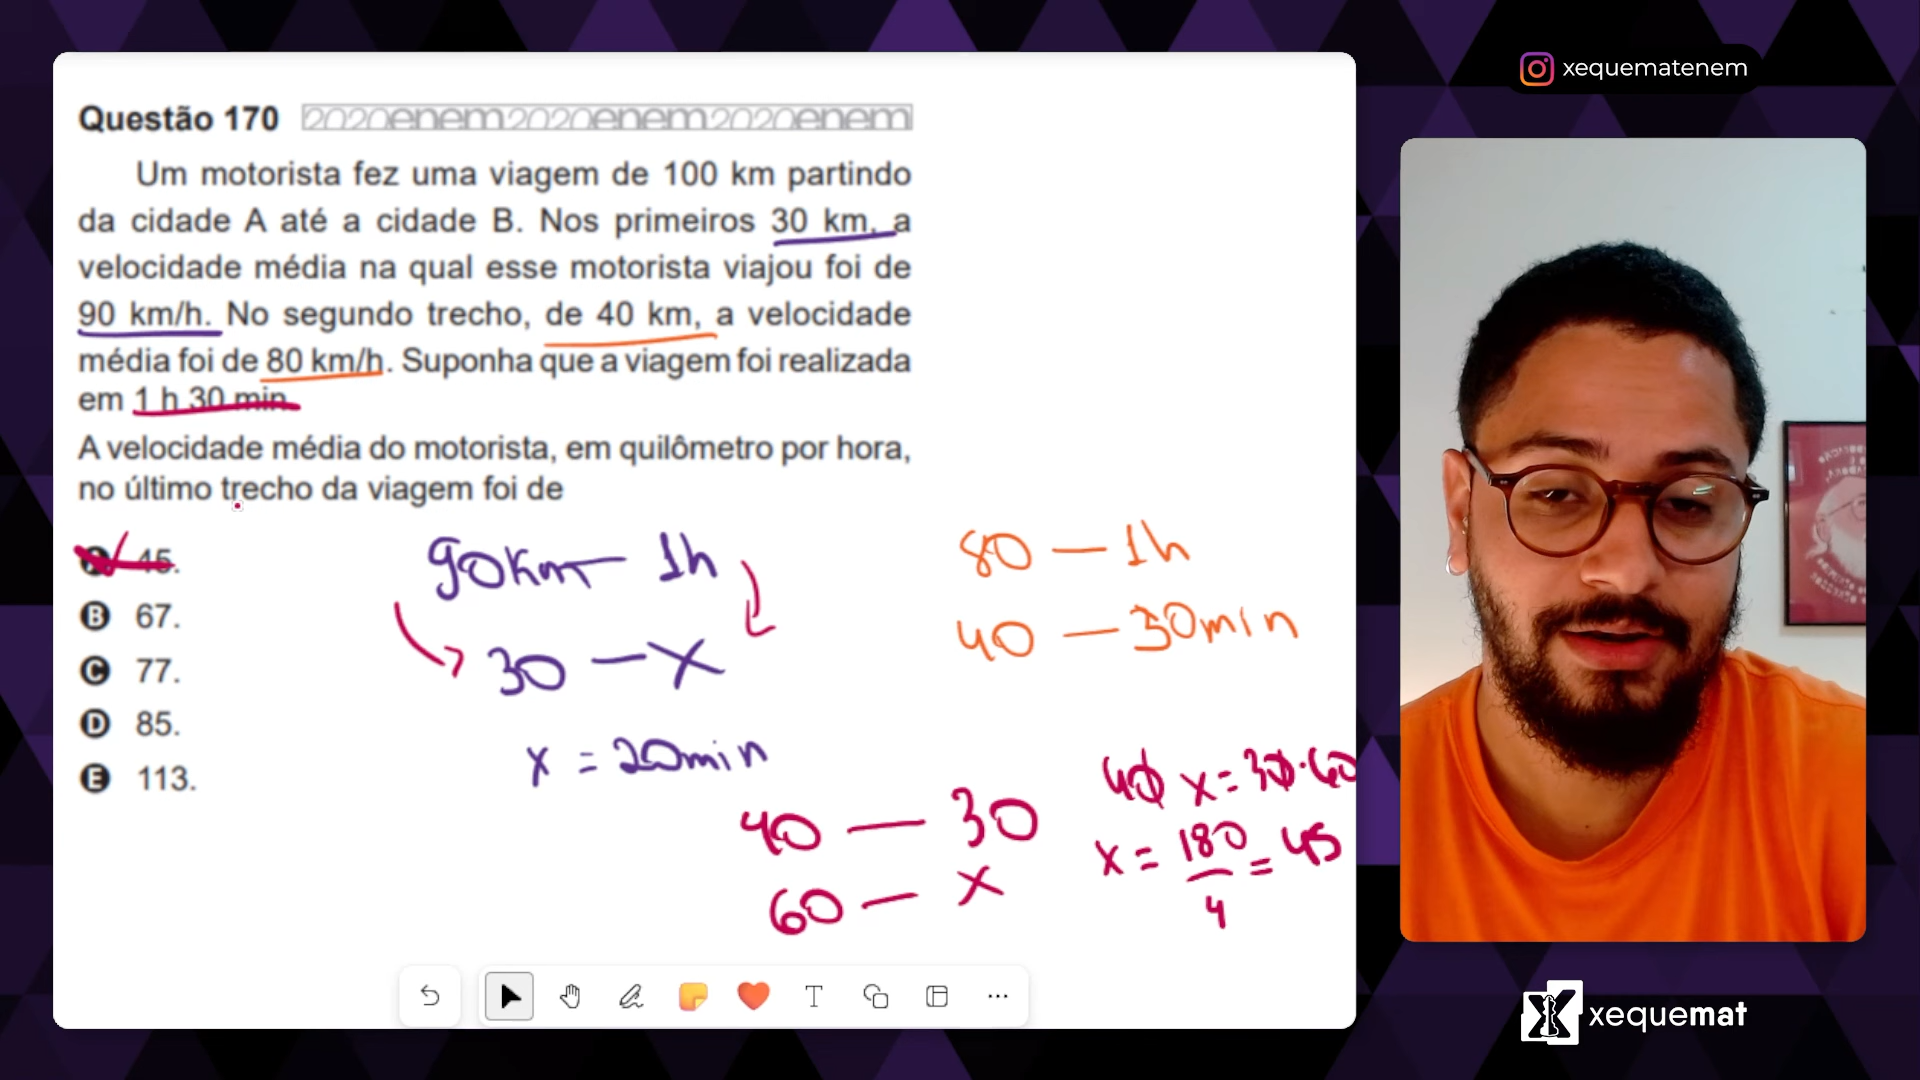 xequematenem
Questão 170 2020enem2020enem2020enem
Um motorista fez uma viagem de 100 km partindo
da cidade A até a cidade B. Nos primeiros 30 km, a
velocidade média na qual esse motorista viajou foi de
90 km/h. No segundo trecho, de 40 km, a velocidade
média foi de 80 km/h. Suponha que a viagem foi realizada
em 1 h 30 min.
A velocidade média do motorista, em quilômetro por hora,
no último trecho da viagem foi de
A 45.
B 67.
C 77.
D 85.
E 113.
90km — 1h
30 — x
x = 20min
80 — 1h
40 — 30min
40 — 30
60 — x
40 x = 30·60
x = 180/4 = 45
T
xequemat